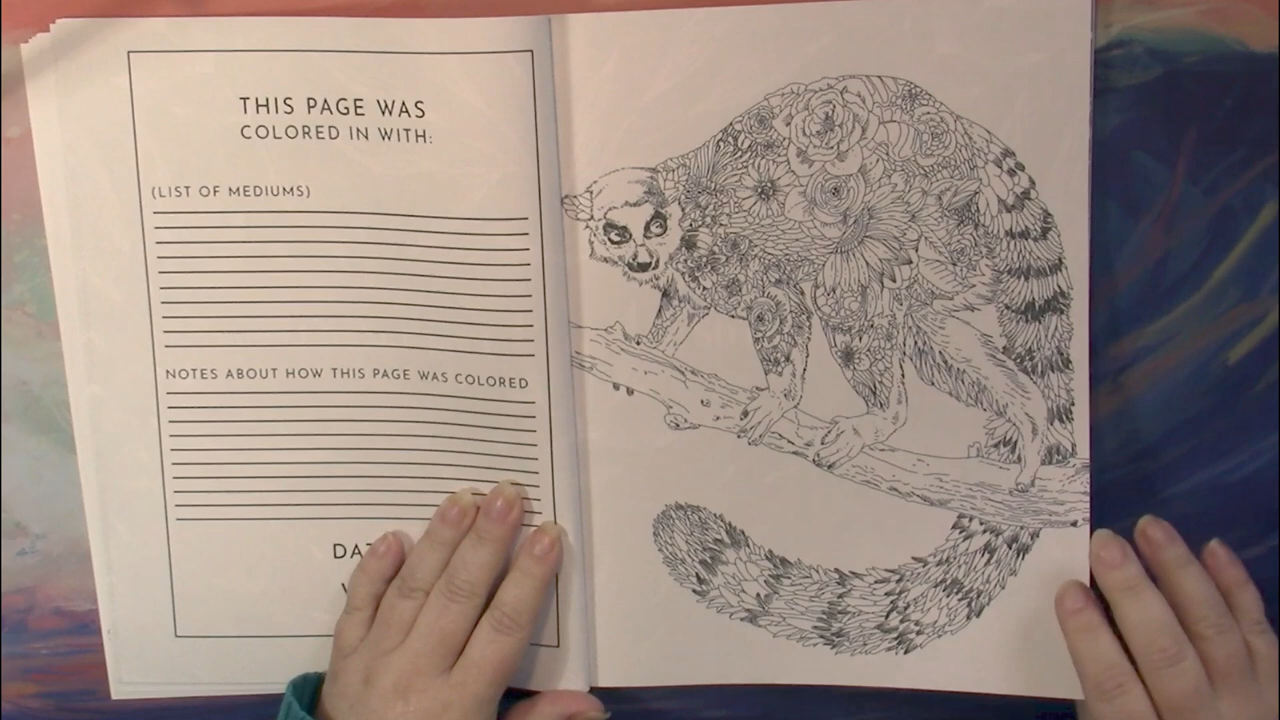 THIS PAGE WAS
COLORED IN WITH:
(LIST OF MEDIUMS)
NOTES ABOUT HOW THIS PAGE WAS COLORED